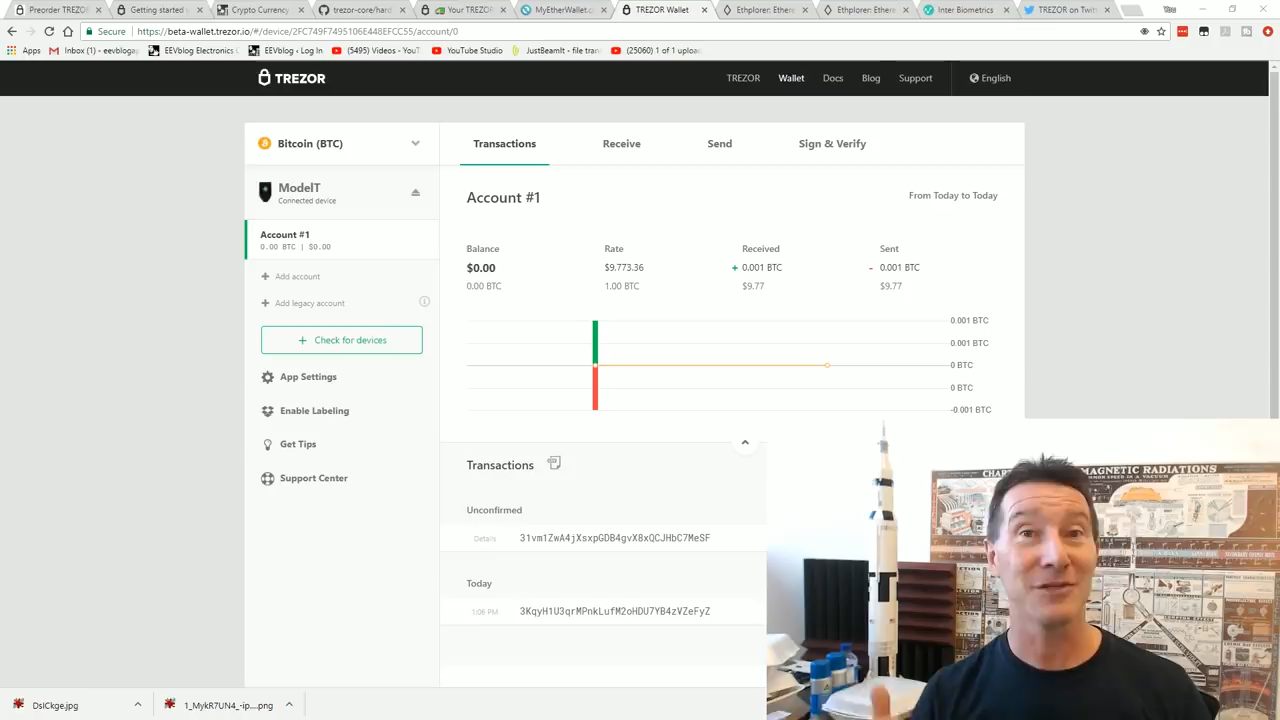 Preorder TREZO
Getting started
Crypto Currency
trezor-core/hard
Your TREZOR
MyEtherWallet.c
TREZOR Wallet
Ethplorer: Ethere
Ethplorer: Ethere
Inter Biometrics
TREZOR on Twit
You
Secure
https://beta-wallet.trezor.io/#/device/2FC749F7495106E448EFCC55/account/0
Apps
Inbox (1) - eevbloga
EEVblog Electronics C
EEVblog ‹ Log In
(5495) Videos - YouT
YouTube Studio
JustBeamIt - file tran
(25060) 1 of 1 upload
TREZOR
TREZOR
Wallet
Docs
Blog
Support
English
Bitcoin (BTC)
ModelT
Connected device
Account #1
0.00 BTC | $0.00
+ Add account
+ Add legacy account
+ Check for devices
App Settings
Enable Labeling
Get Tips
Support Center
Transactions
Receive
Send
Sign & Verify
Account #1
From Today to Today
Balance
Rate
Received
Sent
$0.00
$9,773.36
+ 0.001 BTC
- 0.001 BTC
0.00 BTC
1.00 BTC
$9.77
$9.77
0.001 BTC
0.001 BTC
0 BTC
0 BTC
-0.001 BTC
Transactions
Unconfirmed
Details
31vm1ZwA4jXsxpGDB4gvX8xQCJHbC7MeSF
Today
1:06 PM
3KqyH1U3qrMPnkLufM2oHDU7YB4zVZeFyZ
MAGNETIC RADIATIONS
DslCkge.jpg
1_MykR7UN4_-ip....png